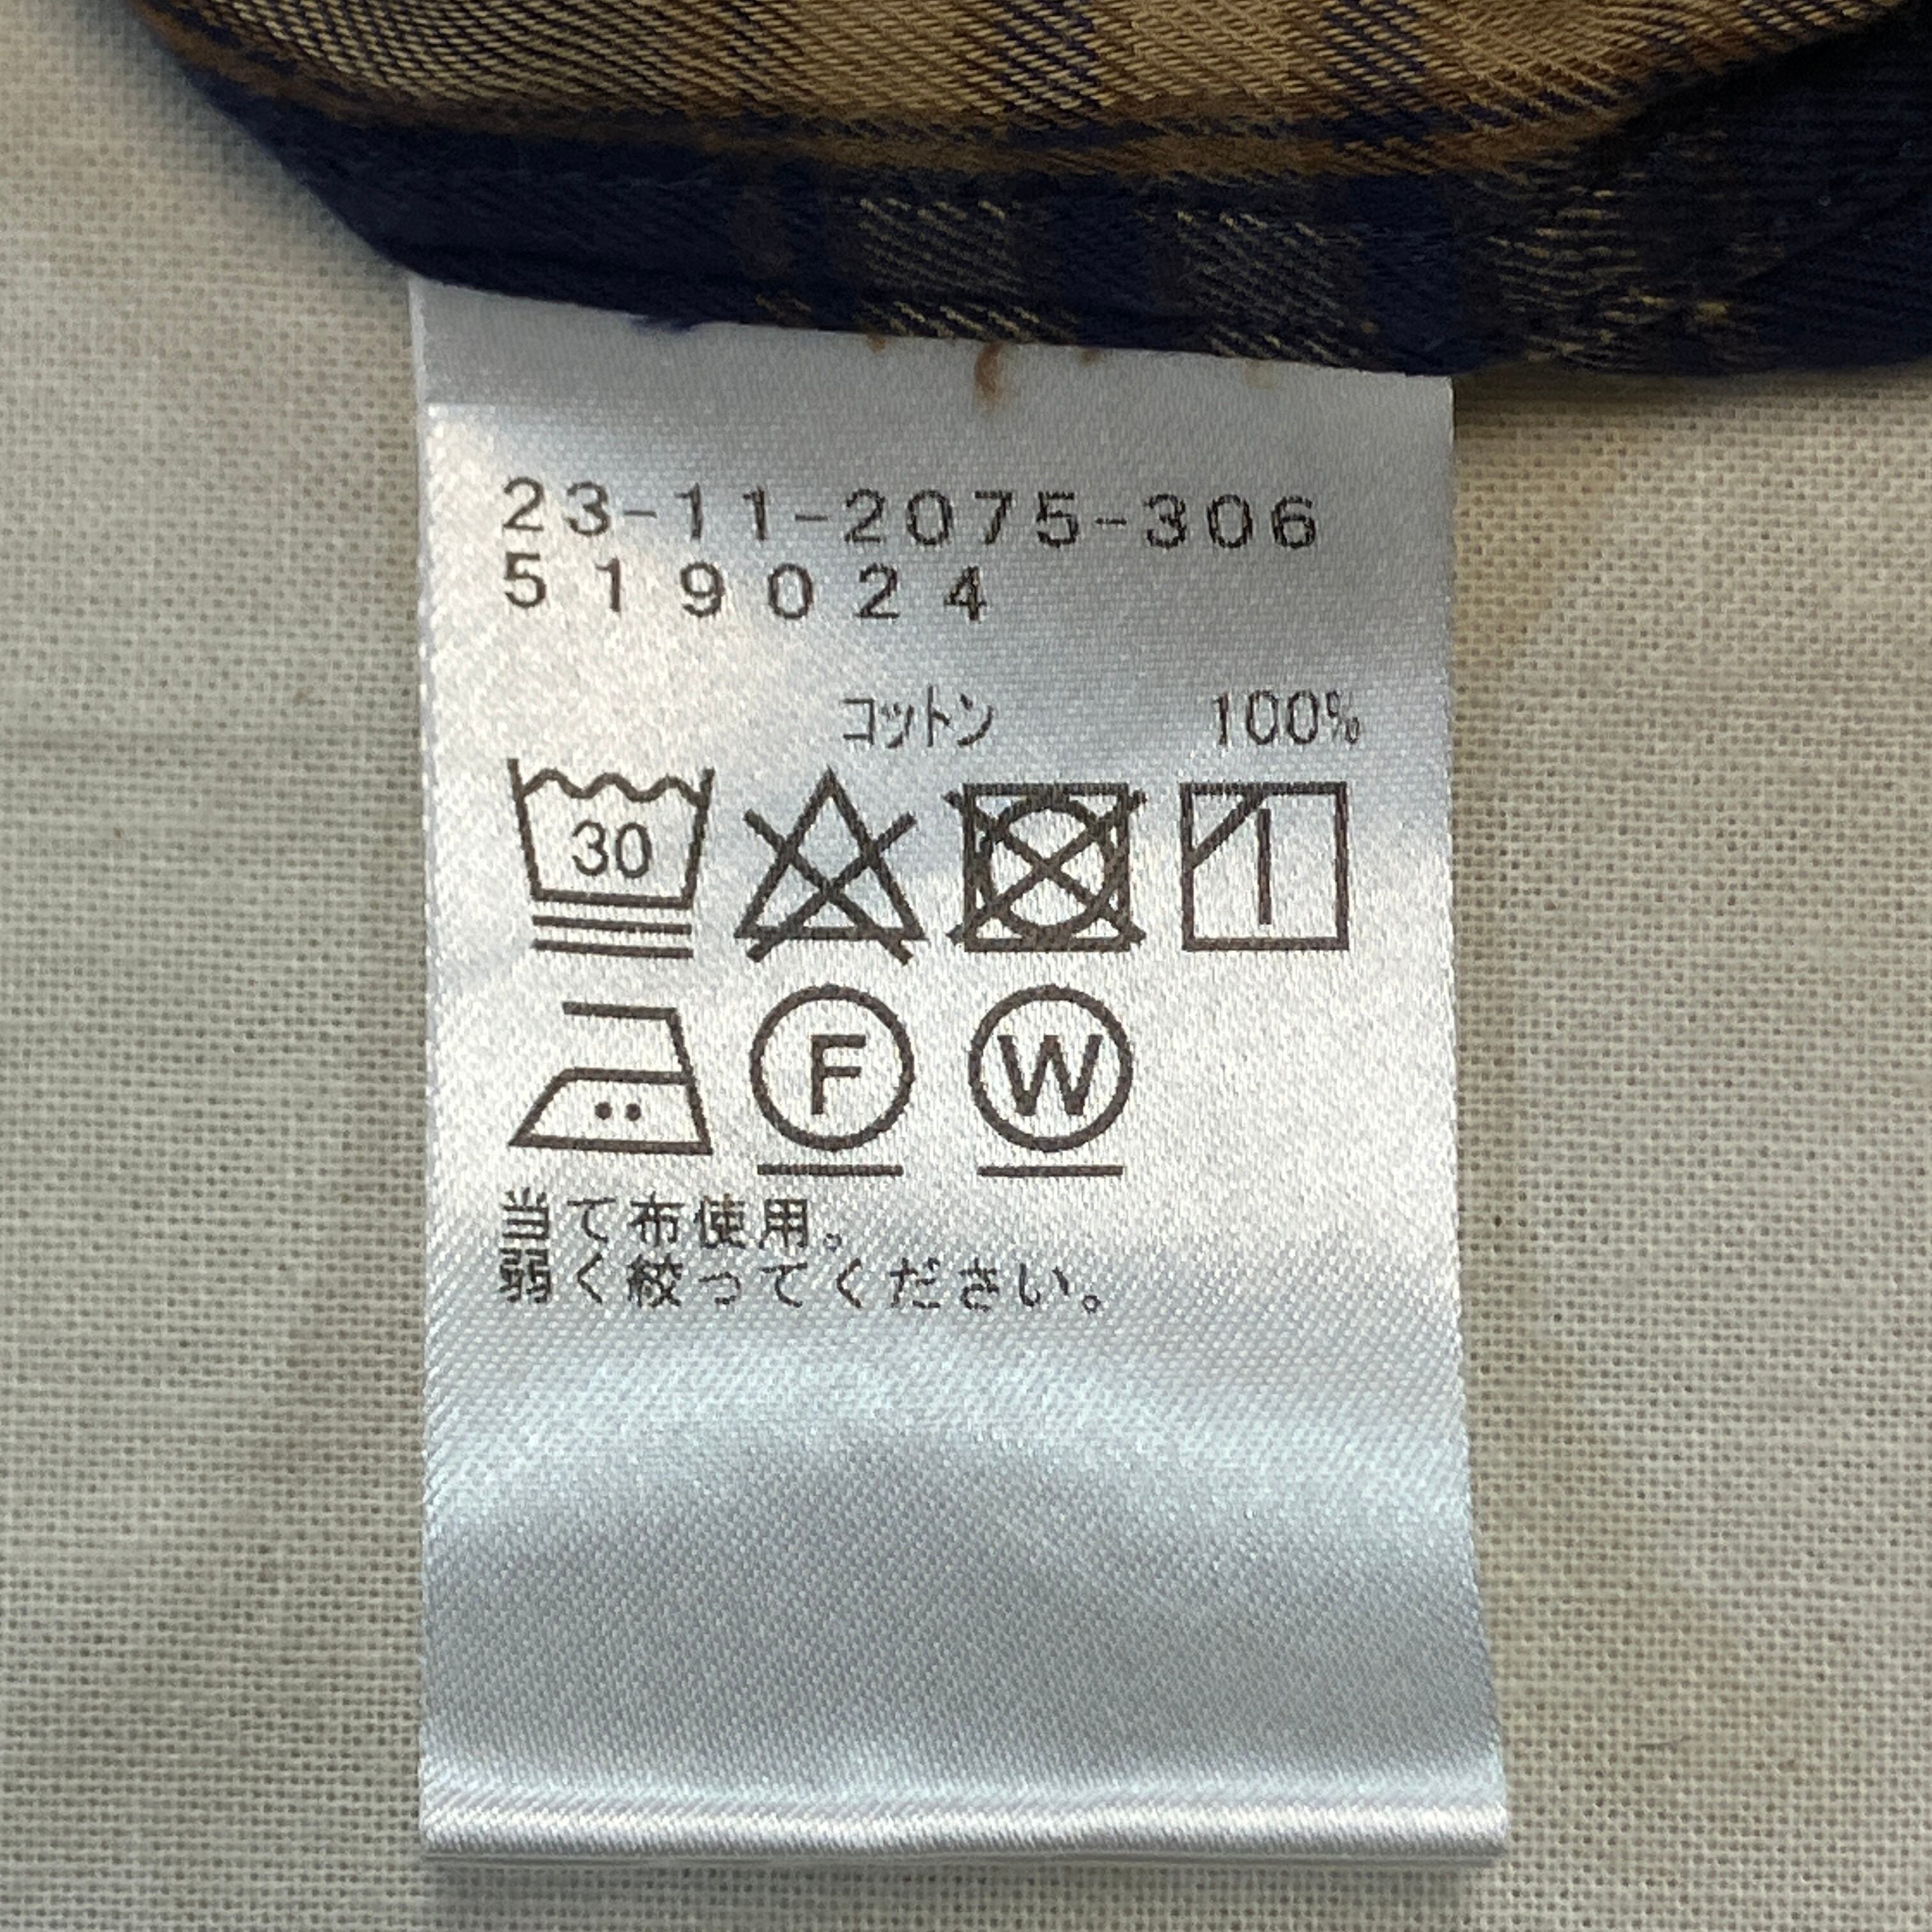 23-11-2075-306
519024
コットン 100%
30
F W
当て布使用。
弱く絞ってください。